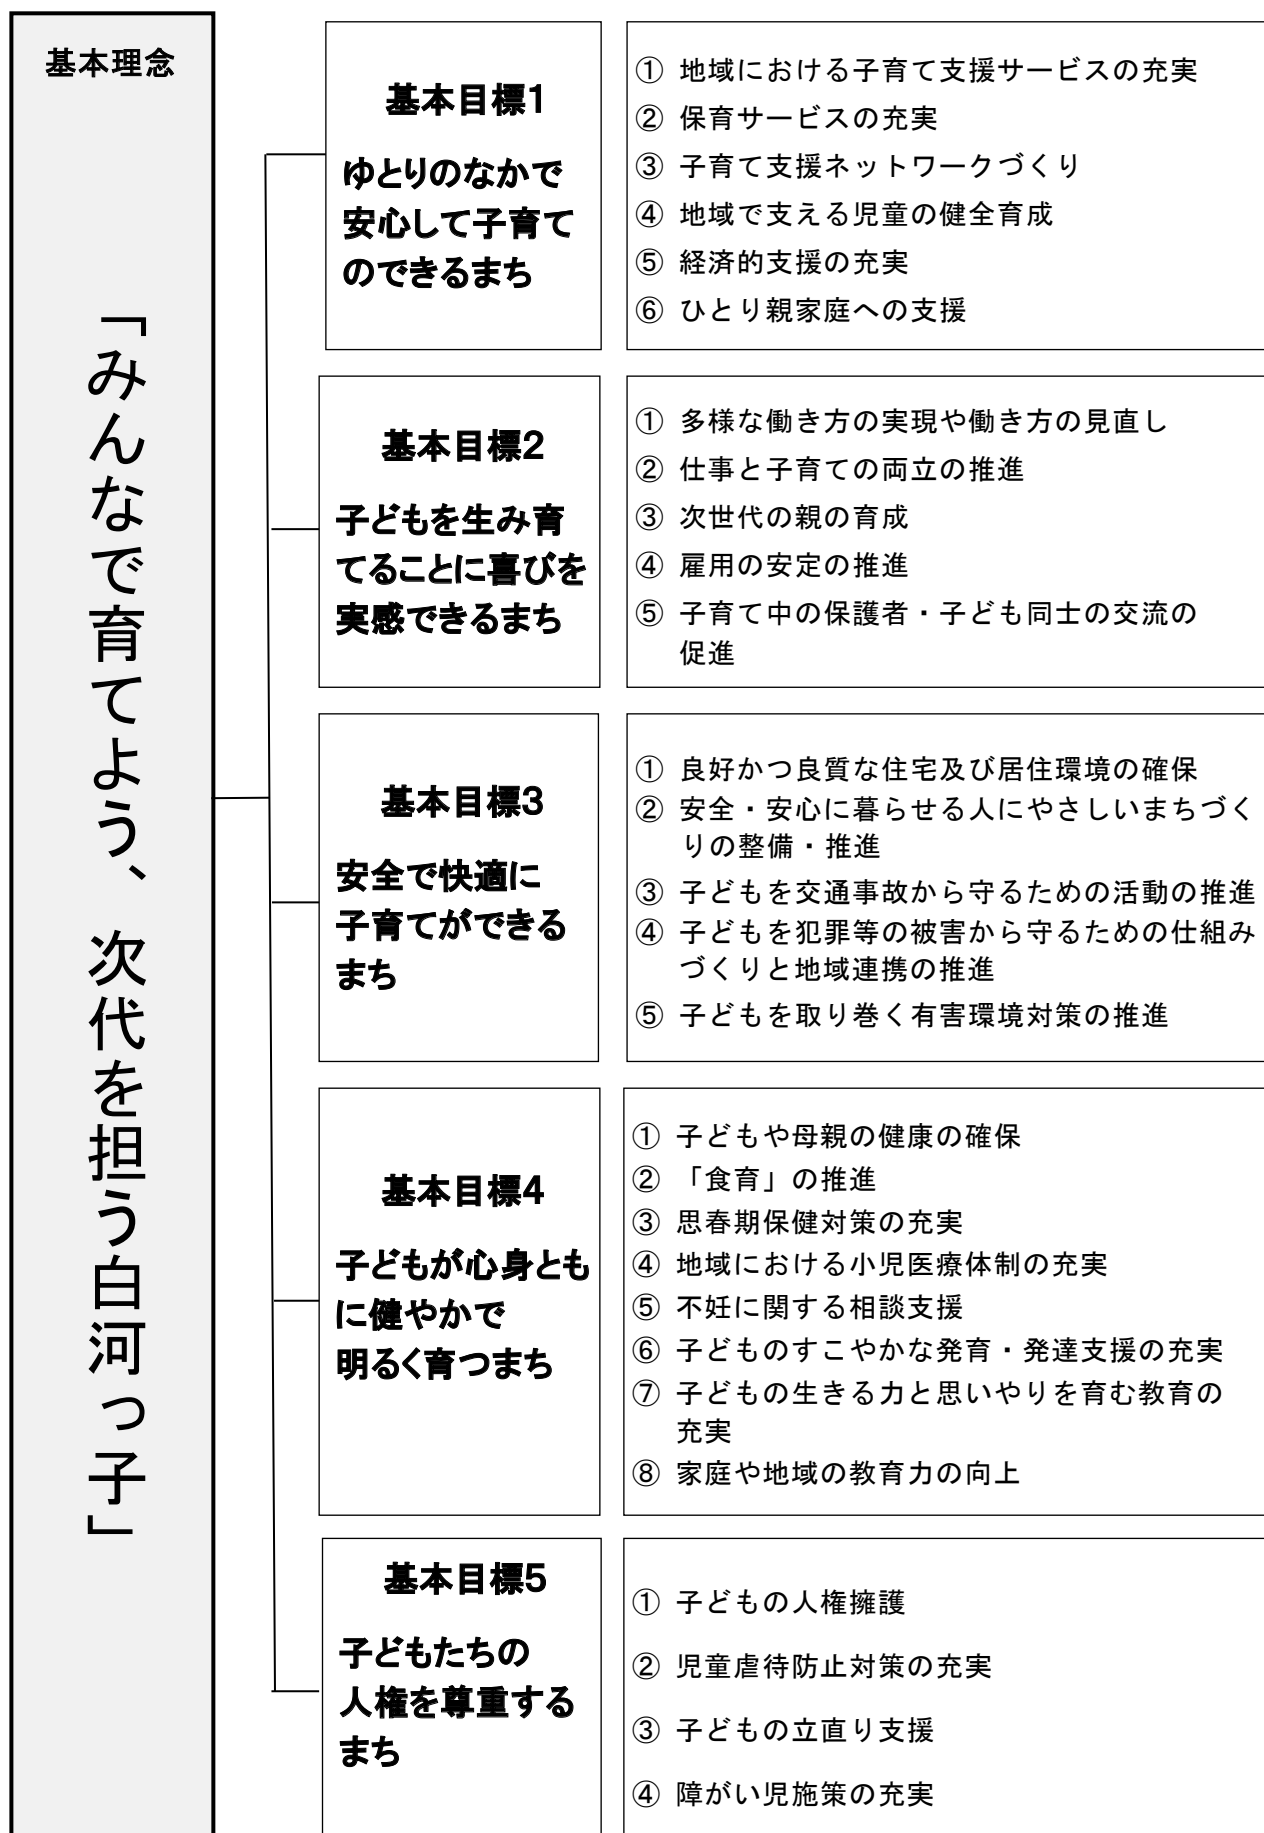 基本理念
「みんなで育てよう、次代を担う白河っ子」
基本目標1
ゆとりのなかで
安心して子育て
のできるまち
① 地域における子育て支援サービスの充実
② 保育サービスの充実
③ 子育て支援ネットワークづくり
④ 地域で支える児童の健全育成
⑤ 経済的支援の充実
⑥ ひとり親家庭への支援
基本目標2
子どもを生み育
てることに喜びを
実感できるまち
① 多様な働き方の実現や働き方の見直し
② 仕事と子育ての両立の推進
③ 次世代の親の育成
④ 雇用の安定の推進
⑤ 子育て中の保護者・子ども同士の交流の
促進
基本目標3
安全で快適に
子育てができる
まち
① 良好かつ良質な住宅及び居住環境の確保
② 安全・安心に暮らせる人にやさしいまちづく
りの整備・推進
③ 子どもを交通事故から守るための活動の推進
④ 子どもを犯罪等の被害から守るための仕組み
づくりと地域連携の推進
⑤ 子どもを取り巻く有害環境対策の推進
基本目標4
子どもが心身とも
に健やかで
明るく育つまち
① 子どもや母親の健康の確保
② 「食育」の推進
③ 思春期保健対策の充実
④ 地域における小児医療体制の充実
⑤ 不妊に関する相談支援
⑥ 子どものすこやかな発育・発達支援の充実
⑦ 子どもの生きる力と思いやりを育む教育の
充実
⑧ 家庭や地域の教育力の向上
基本目標5
子どもたちの
人権を尊重する
まち
① 子どもの人権擁護
② 児童虐待防止対策の充実
③ 子どもの立直り支援
④ 障がい児施策の充実